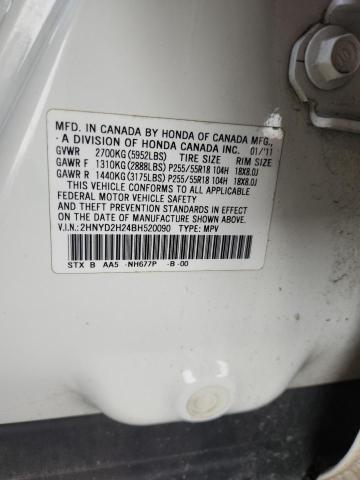 MFD. IN CANADA BY HONDA OF CANADA MFG.,
- A DIVISION OF HONDA CANADA INC. 01/'11
GVWR 2700KG(5952LBS) TIRE SIZE RIM SIZE
GAWR F 1310KG(2888LBS) P255/55R18 104H 18X8.0J
GAWR R 1440KG(3175LBS) P255/55R18 104H 18X8.0J
THIS VEHICLE CONFORMS TO ALL APPLICABLE
FEDERAL MOTOR VEHICLE SAFETY
AND THEFT PREVENTION STANDARDS IN EFFECT
ON THE DATE OF MANUFACTURE SHOWN ABOVE.
V.I.N.: 2HNYD2H24BH520090 TYPE: MPV
STX B AA5 -NH677P -B-00